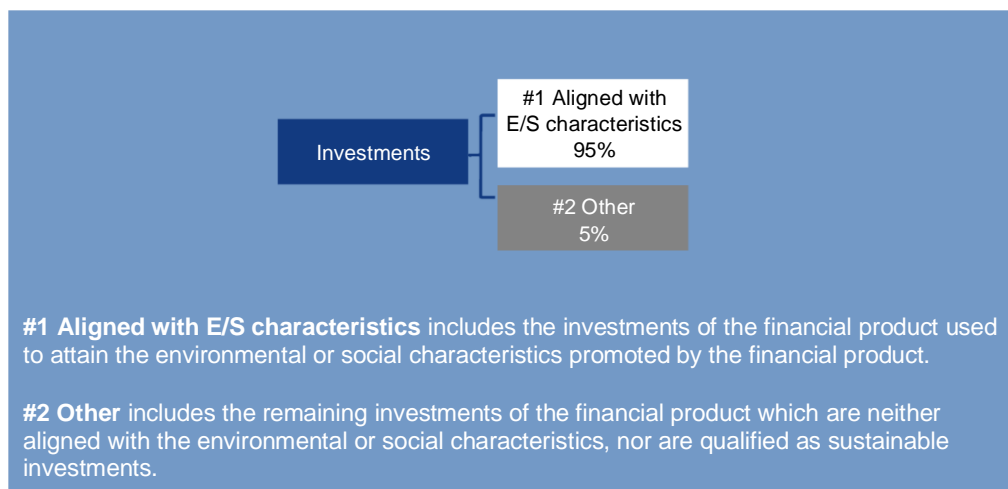 #1 Aligned with
E/S characteristics
95%
Investments
#2 Other
5%
#1 Aligned with E/S characteristics includes the investments of the financial product used
to attain the environmental or social characteristics promoted by the financial product.
#2 Other includes the remaining investments of the financial product which are neither
aligned with the environmental or social characteristics, nor are qualified as sustainable
investments.